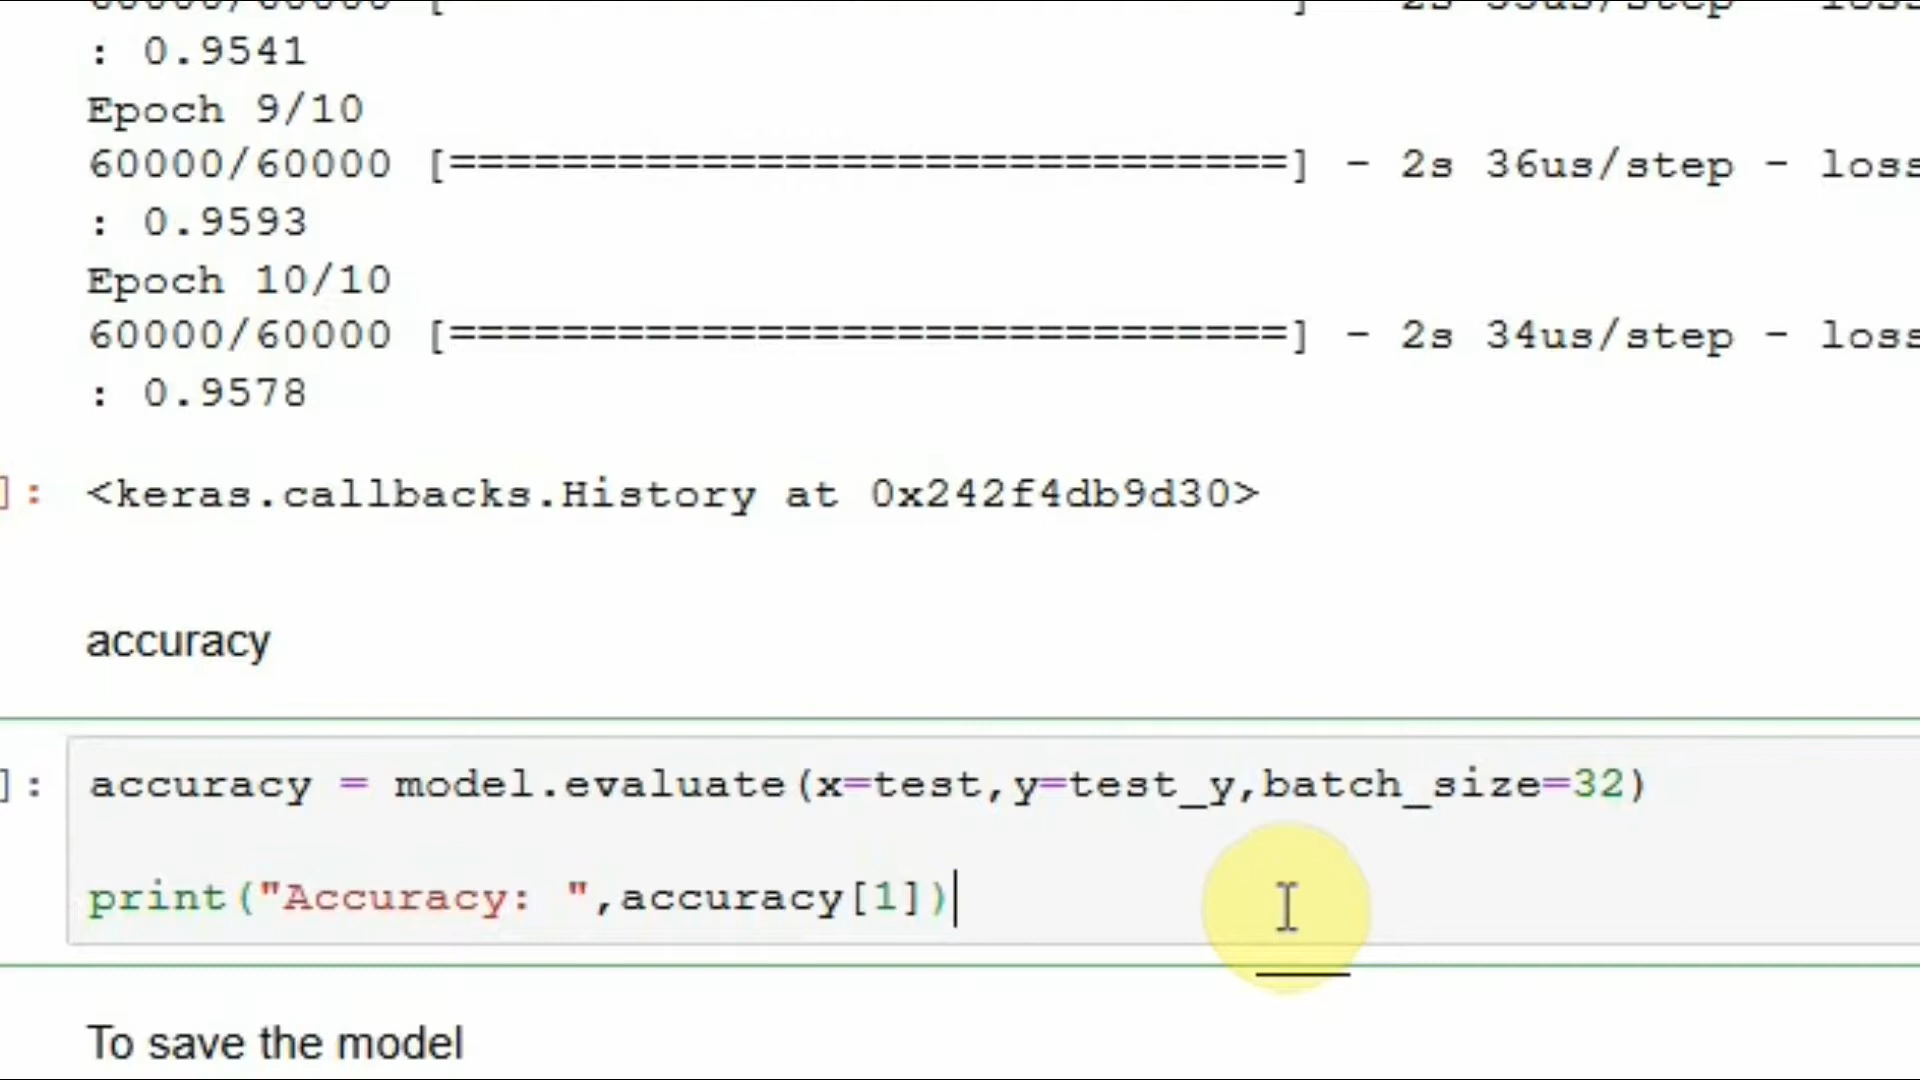 : 0.9541
Epoch 9/10
60000/60000 [==============================] - 2s 36us/step - loss
: 0.9593
Epoch 10/10
60000/60000 [==============================] - 2s 34us/step - loss
: 0.9578
]: <keras.callbacks.History at 0x242f4db9d30>
accuracy
]: accuracy = model.evaluate(x=test,y=test_y,batch_size=32)
print("Accuracy: ",accuracy[1])
To save the model